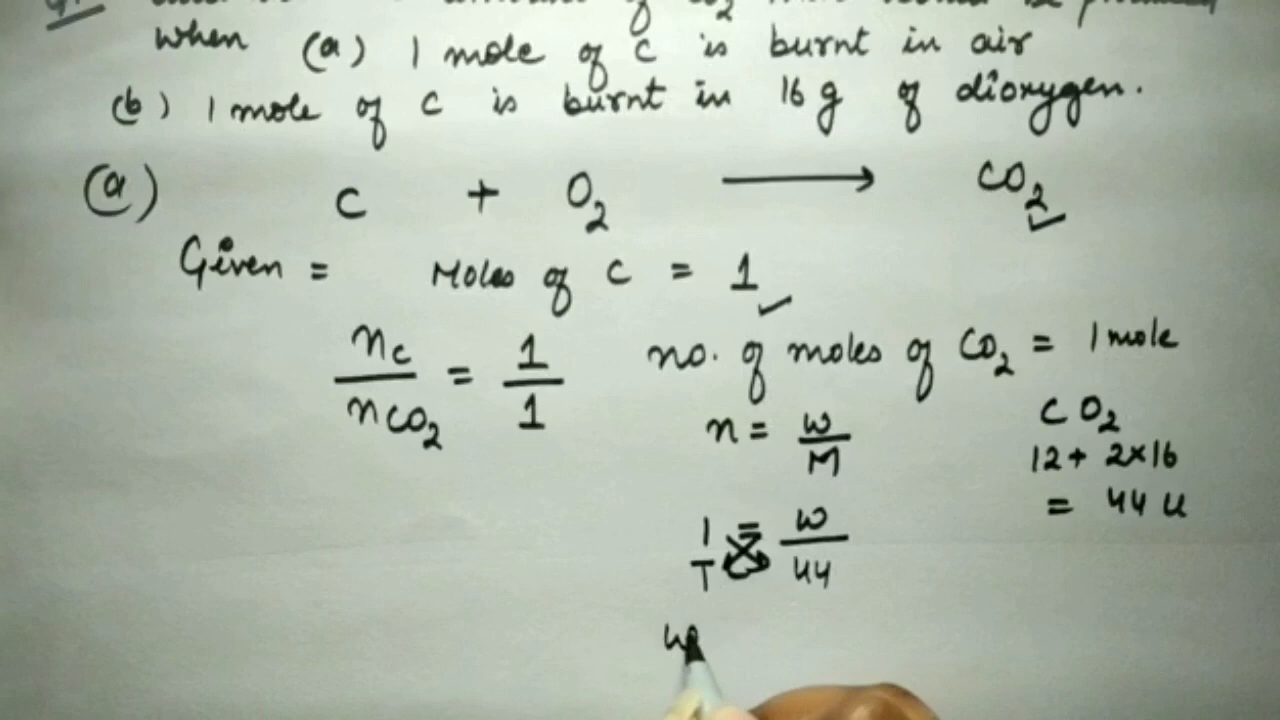 of CO2
when (a) 1 mole of C is burnt in air
(b) 1 mole of C is burnt in 16 g of dioxygen.
(a) C + O2 ⟶ CO2
Given = Moles of C = 1
nC/nCO2 = 1/1 no. of moles of CO2 = 1 mole
n = w/M CO2
12 + 2×16
= 44 u
1/1 = w/44
w